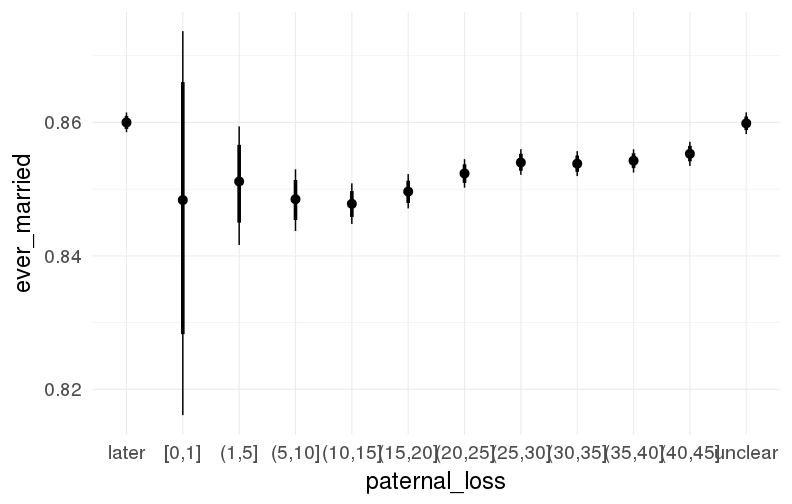 ever_married
0.86
0.84
0.82
later [0,1] (1,5] (5,10] (10,15] (15,20] (20,25] (25,30] (30,35] (35,40] (40,45] unclear
paternal_loss